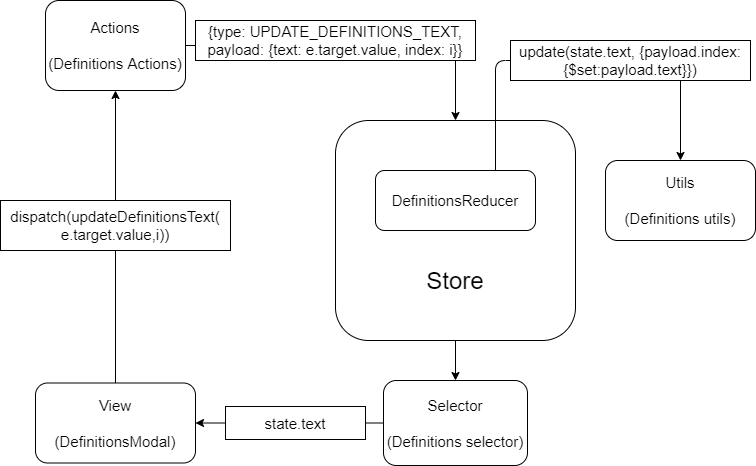 Actions
(Definitions Actions)
{type: UPDATE_DEFINITIONS_TEXT,
payload: {text: e.target.value, index: i}}
update(state.text, {payload.index:
{$set:payload.text}})
DefinitionsReducer
Utils
(Definitions utils)
dispatch(updateDefinitionsText(
e.target.value,i))
Store
View
(DefinitionsModal)
state.text
Selector
(Definitions selector)